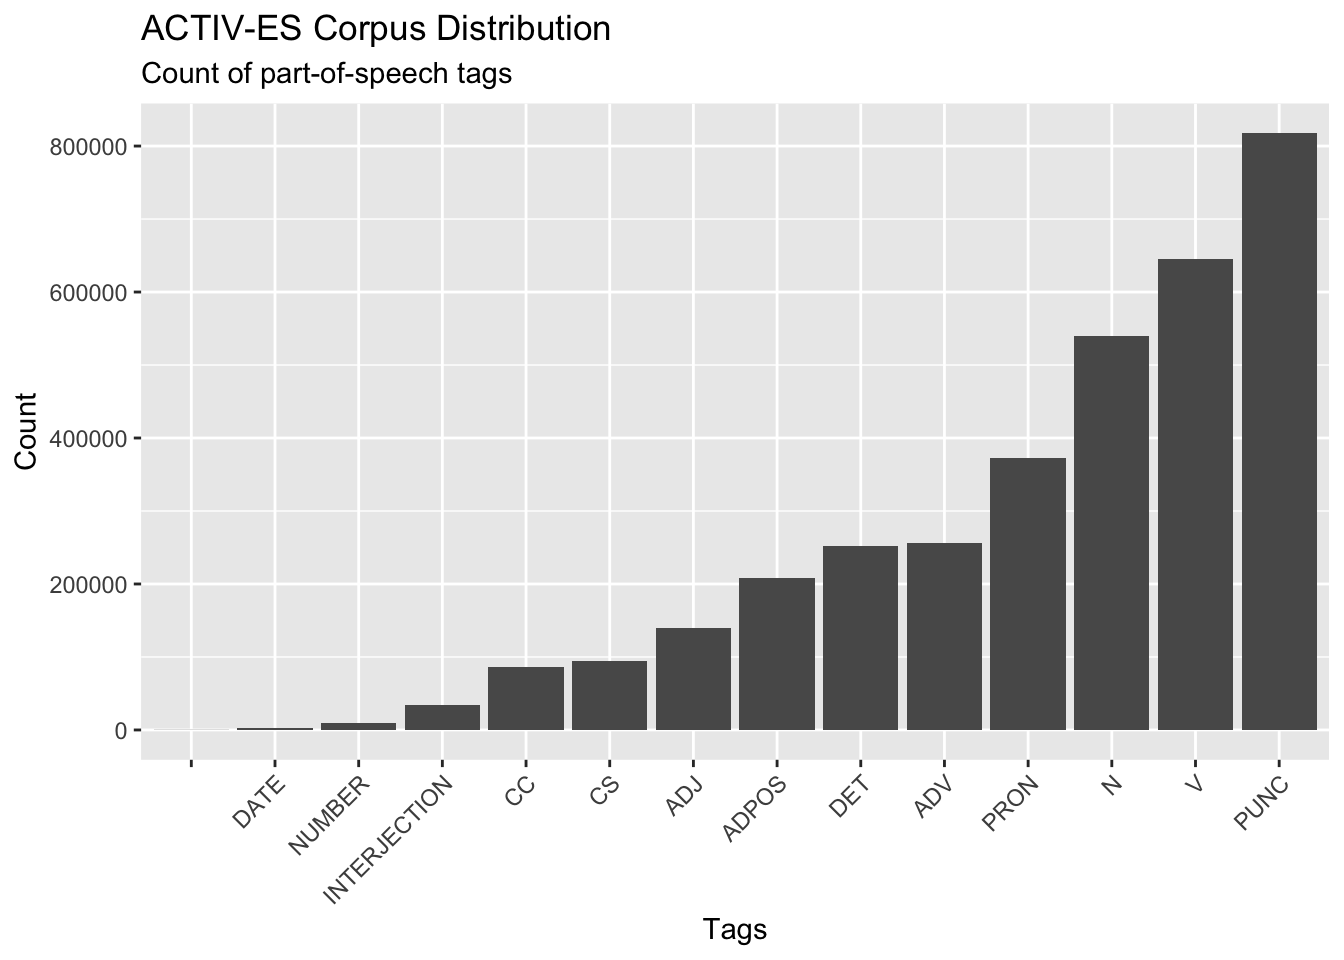 ACTIV-ES Corpus Distribution
Count of part-of-speech tags
Count
800000
600000
400000
200000
0
DATE
NUMBER
INTERJECTION
CC
CS
ADJ
ADPOS
DET
ADV
PRON
N
V
PUNC
Tags